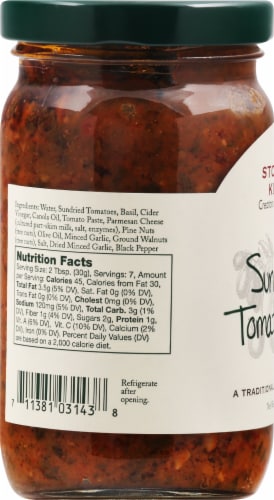 Ingredients: Water, Sundried Tomatoes, Basil, Cider
Vinegar, Canola Oil, Tomato Paste, Parmesan Cheese
(cultured part-skim milk, salt, enzymes), Pine Nuts
(tree nuts), Olive Oil, Minced Garlic, Ground Walnuts
(tree nuts), Salt, Dried Minced Garlic, Black Pepper
Nutrition Facts
Serving Size: 2 Tbsp. (30g), Servings: 7, Amount
per Serving: Calories 45, Calories from Fat 30,
Total Fat 3.5g (5% DV), Sat. Fat 0g (0% DV),
Trans Fat 0g (0% DV), Cholest 0mg (0% DV),
Sodium 120mg (5% DV), Total Carb. 3g (1%
DV), Fiber 1g (4% DV), Sugars 2g, Protein 1g,
Vit. A (6% DV), Vit. C (10% DV), Calcium (2%
DV), Iron (0% DV). Percent Daily Values (DV)
are based on a 2,000 calorie diet.
Refrigerate
after
opening.
7 11381 03143 8
STO
K
Creation
Sun
Toma
A TRADITIONAL